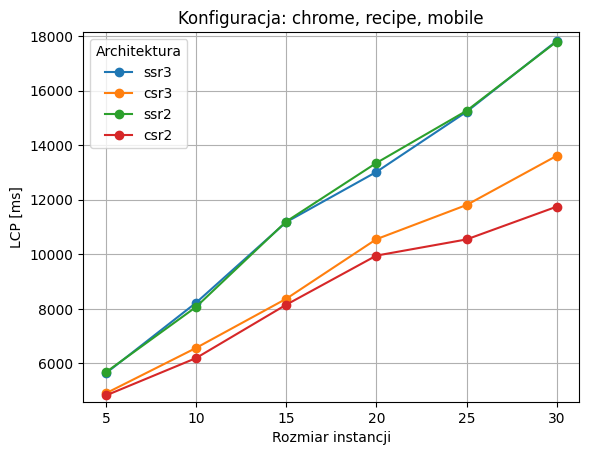 Konfiguracja: chrome, recipe, mobile
18000
16000
14000
12000
10000
8000
6000
LCP [ms]
Architektura
ssr3
csr3
ssr2
csr2
5 10 15 20 25 30
Rozmiar instancji